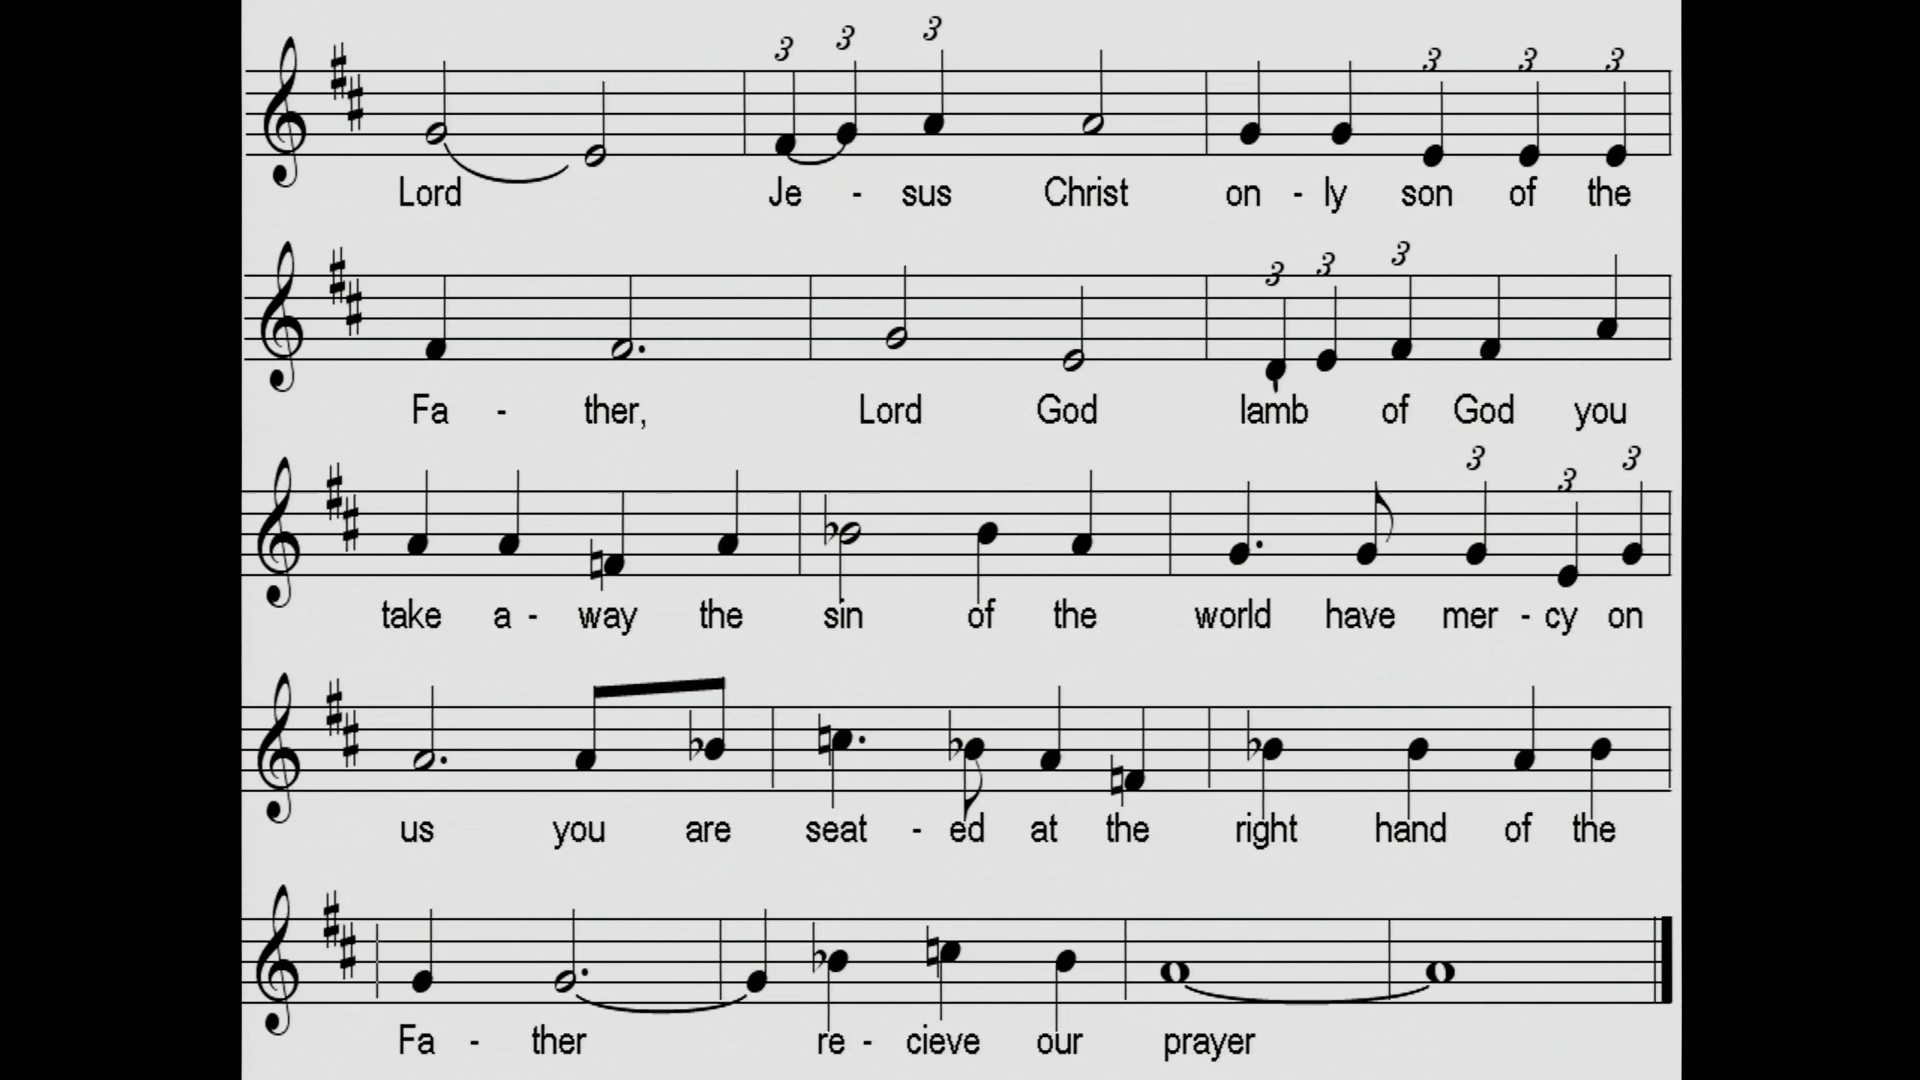 3 3 3 3 3 3
Lord Je - sus Christ on - ly son of the
3 3 3
Fa - ther, Lord God lamb of God you
3 3 3
take a - way the sin of the world have mer - cy on
us you are seat - ed at the right hand of the
Fa - ther re - cieve our prayer